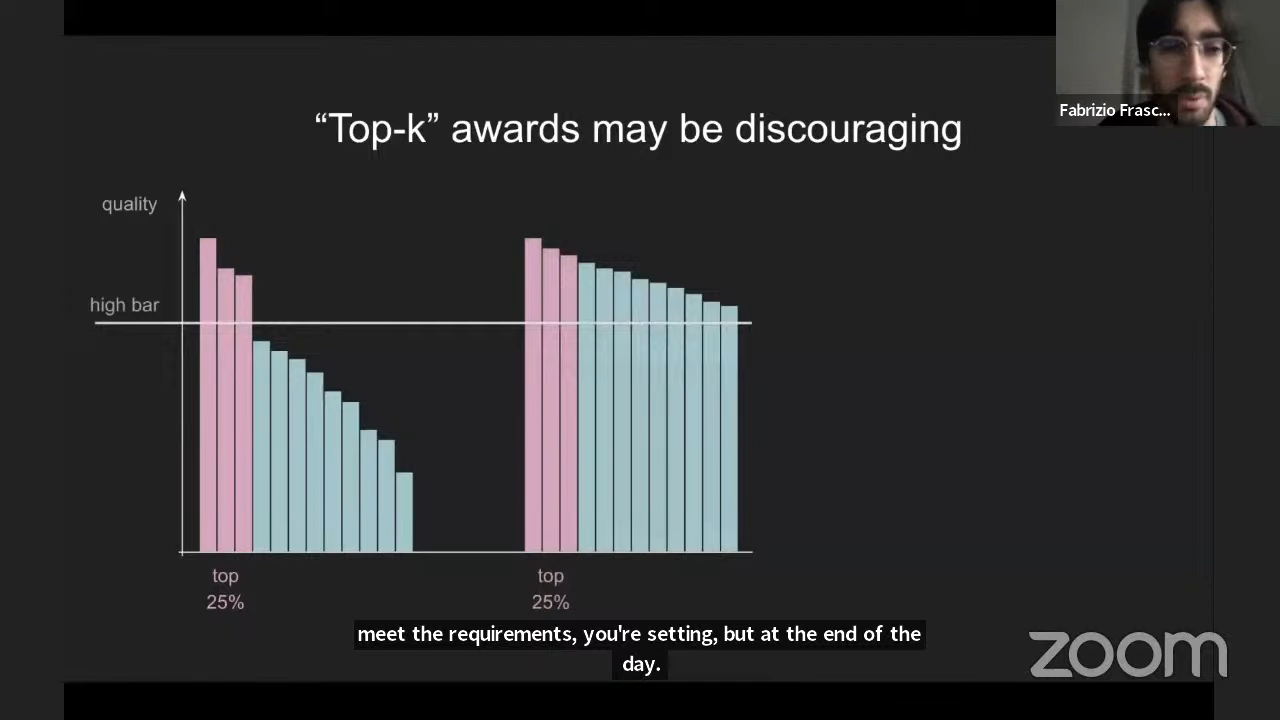 Fabrizio Frasc...
“Top-k” awards may be discouraging
quality
high bar
top
25%
top
25%
meet the requirements, you're setting, but at the end of the
day.
zoom